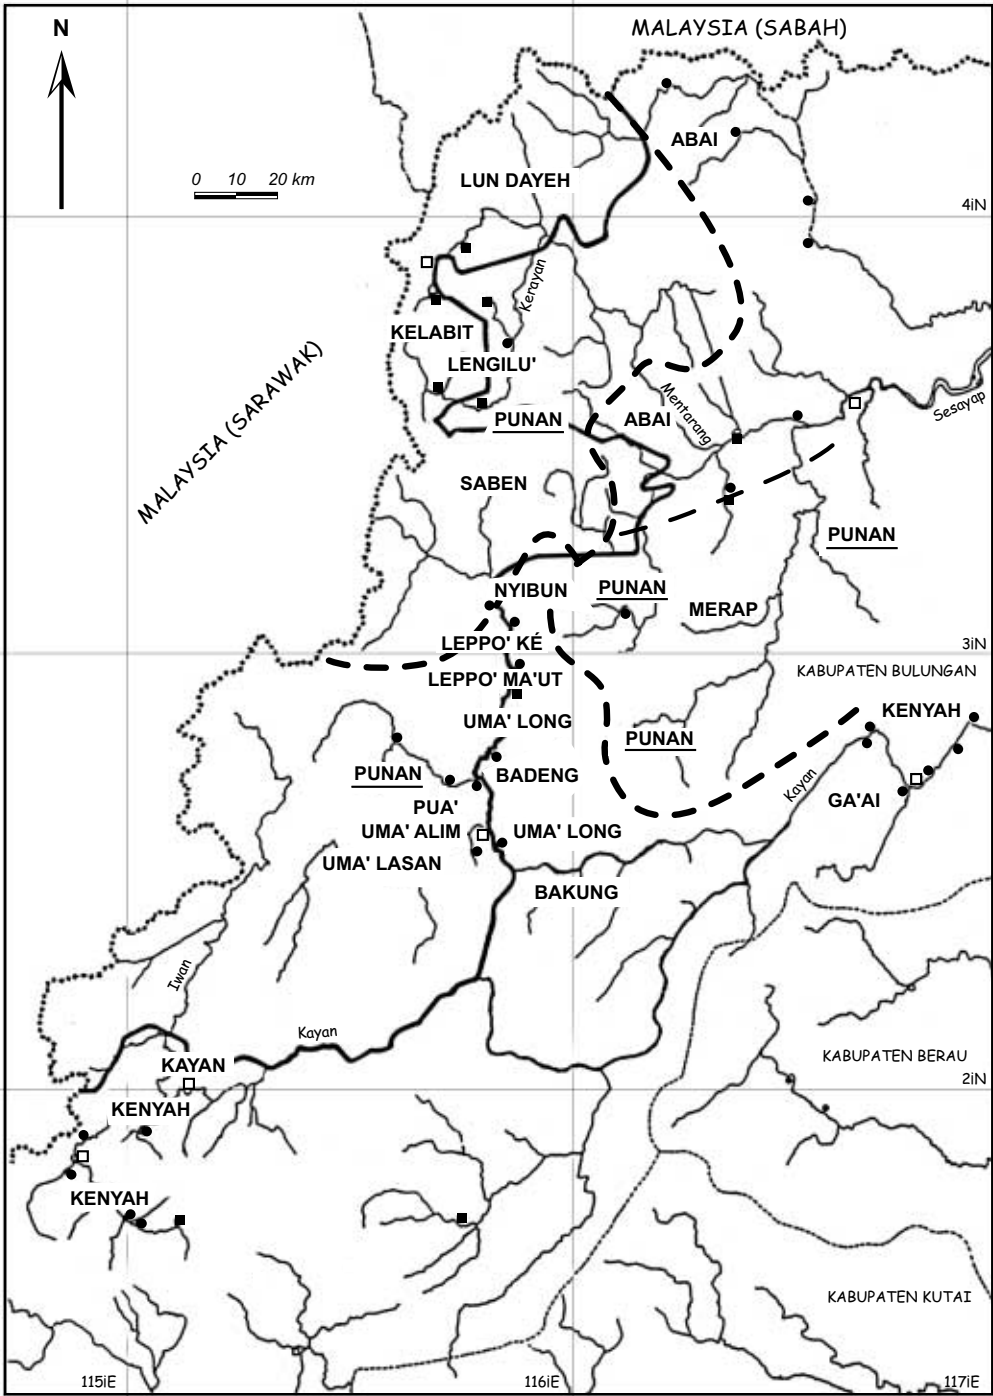 MALAYSIA (SABAH)
N
ABAI
0 10 20 km
LUN DAYEH
4iN
Kerayan
KELABIT
LENGILU'
MALAYSIA (SARAWAK)
Mentarang
Sesayap
PUNAN
ABAI
SABEN
PUNAN
NYIBUN
PUNAN
MERAP
LEPPO' KÉ
3iN
KABUPATEN BULUNGAN
LEPPO' MA'UT
KENYAH
UMA' LONG
PUNAN
PUNAN
BADENG
Kayan
GA'AI
PUA'
UMA' ALIM
UMA' LONG
UMA' LASAN
BAKUNG
Iwan
Kayan
KABUPATEN BERAU
KAYAN
2iN
KENYAH
KENYAH
KABUPATEN KUTAI
115iE
116iE
117iE